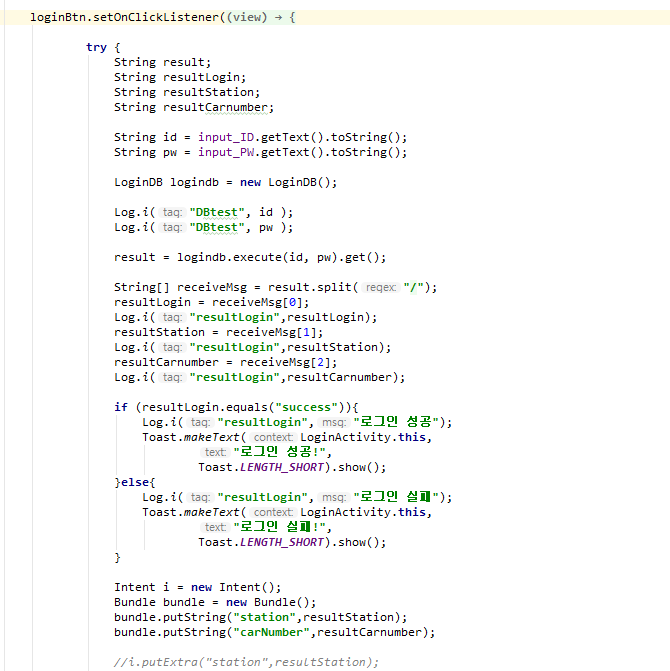 loginBtn.setOnClickListener((view) → {
try {
String result;
String resultLogin;
String resultStation;
String resultCarnumber;
String id = input_ID.getText().toString();
String pw = input_PW.getText().toString();
LoginDB logindb = new LoginDB();
Log.i( tag: "DBtest", id );
Log.i( tag: "DBtest", pw );
result = logindb.execute(id, pw).get();
String[] receiveMsg = result.split( regex: "/");
resultLogin = receiveMsg[0];
Log.i( tag: "resultLogin",resultLogin);
resultStation = receiveMsg[1];
Log.i( tag: "resultLogin",resultStation);
resultCarnumber = receiveMsg[2];
Log.i( tag: "resultLogin",resultCarnumber);
if (resultLogin.equals("success")){
Log.i( tag: "resultLogin", msg: "로그인 성공");
Toast.makeText( context: LoginActivity.this,
text: "로그인 성공!",
Toast.LENGTH_SHORT).show();
}else{
Log.i( tag: "resultLogin", msg: "로그인 실패");
Toast.makeText( context: LoginActivity.this,
text: "로그인 실패!",
Toast.LENGTH_SHORT).show();
}
Intent i = new Intent();
Bundle bundle = new Bundle();
bundle.putString("station",resultStation);
bundle.putString("carNumber",resultCarnumber);
//i.putExtra("station",resultStation);